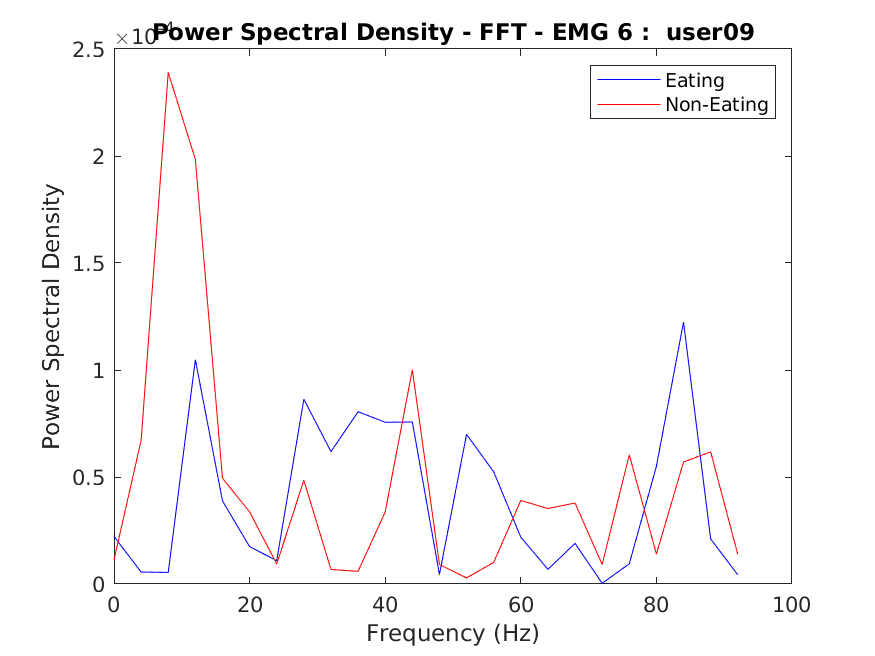 Power Spectral Density - FFT - EMG 6 :  user09
×10
2.5
2
1.5
1
0.5
0
0 20 40 60 80 100
Power Spectral Density
Frequency (Hz)
Eating
Non-Eating